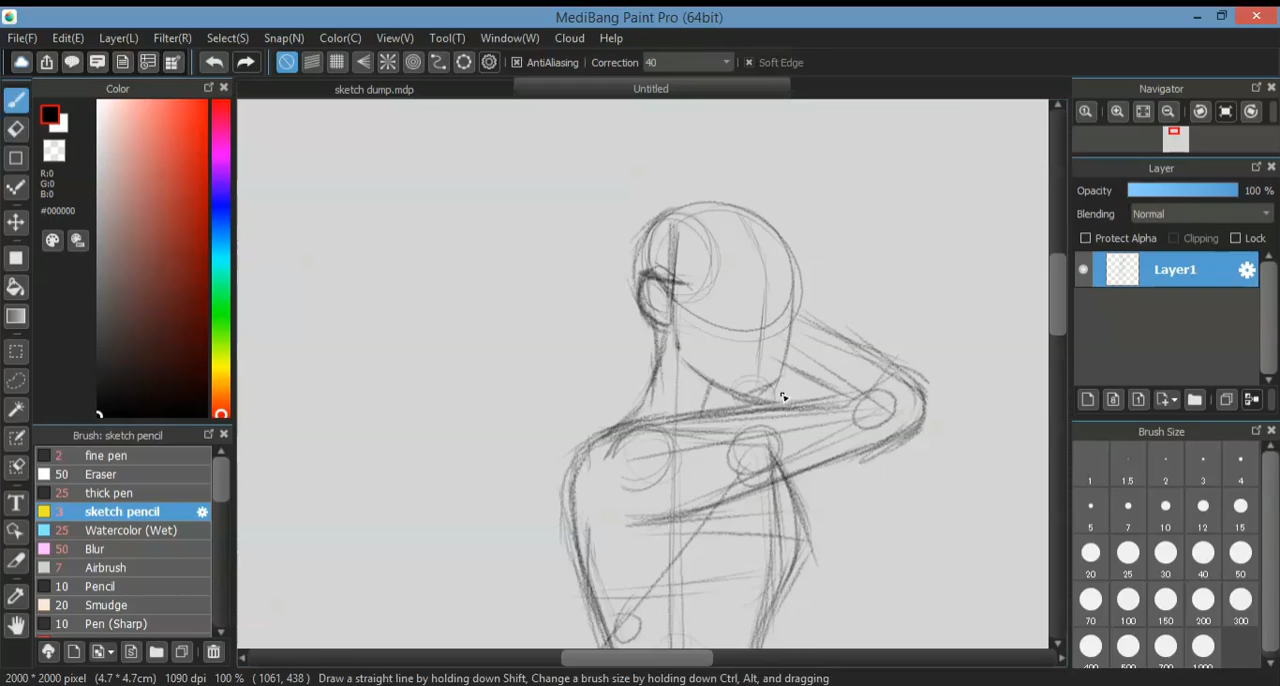 MediBang Paint Pro (64bit)
File(F) Edit(E) Layer(L) Filter(R) Select(S) Snap(N) Color(C) View(V) Tool(T) Window(W) Cloud Help
AntiAliasing Correction 40 Soft Edge
Color
sketch dump.mdp Untitled
Navigator
R:0
G:0
B:0
#000000
Layer
Opacity 100 %
Blending Normal
Protect Alpha Clipping Lock
Layer1
Brush: sketch pencil
2 fine pen
50 Eraser
25 thick pen
3 sketch pencil
25 Watercolor (Wet)
50 Blur
7 Airbrush
10 Pencil
20 Smudge
10 Pen (Sharp)
Brush Size
1 1.5 2 3 4
5 7 10 12 15
20 25 30 40 50
70 100 150 200 300
400 500 700 1000
T
2000 * 2000 pixel (4.7 * 4.7cm) 1090 dpi 100 % ( 1061, 438 ) Draw a straight line by holding down Shift, Change a brush size by holding down Ctrl, Alt, and dragging